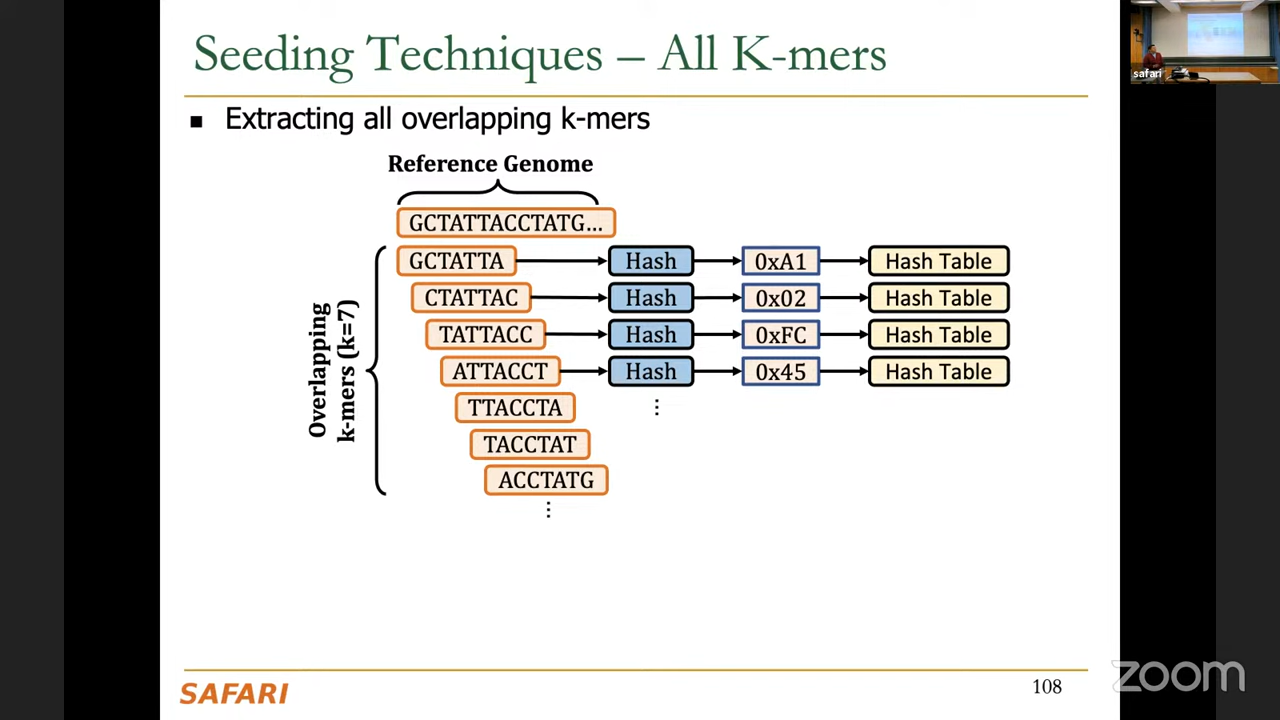 Seeding Techniques – All K-mers
safari
■ Extracting all overlapping k-mers
Reference Genome
GCTATTACCTATG...
Overlapping
k-mers (k=7)
GCTATTA Hash 0xA1 Hash Table
CTATTAC Hash 0x02 Hash Table
TATTACC Hash 0xFC Hash Table
ATTACCT Hash 0x45 Hash Table
TTACCTA ⋮
TACCTAT
ACCTATG
⋮
SAFARI
108
zoom